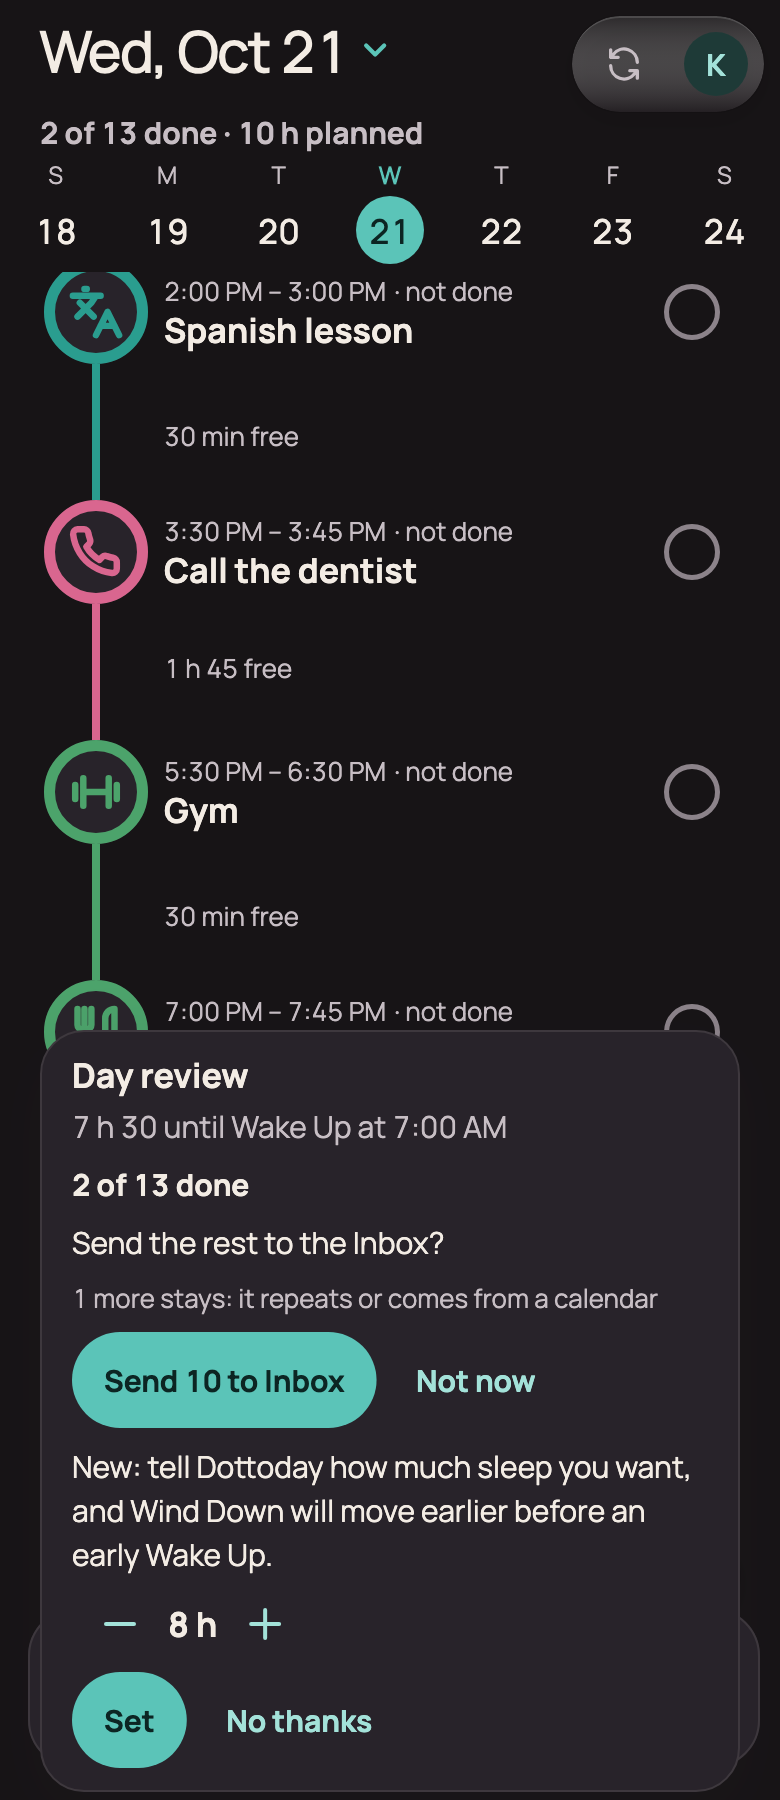 Wed, Oct 21
K
2 of 13 done · 10 h planned
S M T W T F S
18 19 20 21 22 23 24
2:00 PM – 3:00 PM · not done
Spanish lesson
30 min free
3:30 PM – 3:45 PM · not done
Call the dentist
1 h 45 free
5:30 PM – 6:30 PM · not done
Gym
30 min free
7:00 PM – 7:45 PM · not done
Day review
7 h 30 until Wake Up at 7:00 AM
2 of 13 done
Send the rest to the Inbox?
1 more stays: it repeats or comes from a calendar
Send 10 to Inbox Not now
New: tell Dottoday how much sleep you want,
and Wind Down will move earlier before an
early Wake Up.
8 h
Set No thanks